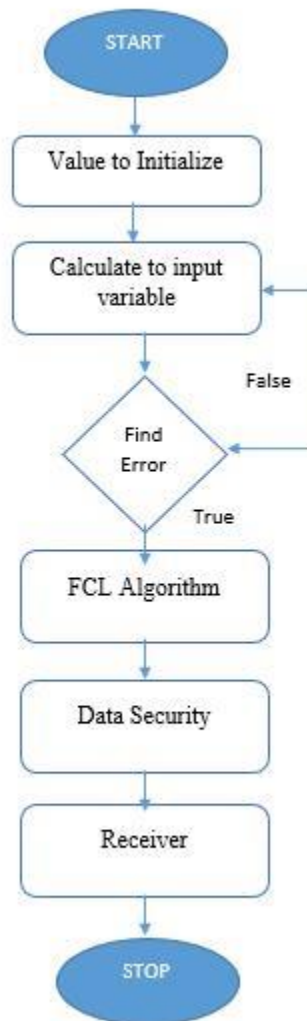 START
Value to Initialize
Calculate to input
variable
False
Find
Error
True
FCL Algorithm
Data Security
Receiver
STOP